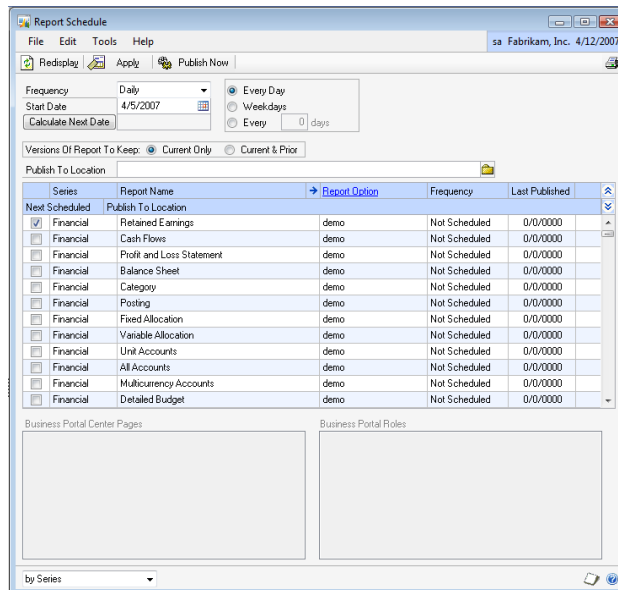 Report Schedule
File Edit Tools Help sa Fabrikam, Inc. 4/12/2007
Redisplay Apply Publish Now
Frequency Daily Every Day
Start Date 4/5/2007 Weekdays
Calculate Next Date Every 0 days
Versions Of Report To Keep: Current Only Current & Prior
Publish To Location
Series Report Name Report Option Frequency Last Published
Next Scheduled Publish To Location
Financial Retained Earnings demo Not Scheduled 0/0/0000
Financial Cash Flows demo Not Scheduled 0/0/0000
Financial Profit and Loss Statement demo Not Scheduled 0/0/0000
Financial Balance Sheet demo Not Scheduled 0/0/0000
Financial Category demo Not Scheduled 0/0/0000
Financial Posting demo Not Scheduled 0/0/0000
Financial Fixed Allocation demo Not Scheduled 0/0/0000
Financial Variable Allocation demo Not Scheduled 0/0/0000
Financial Unit Accounts demo Not Scheduled 0/0/0000
Financial All Accounts demo Not Scheduled 0/0/0000
Financial Multicurrency Accounts demo Not Scheduled 0/0/0000
Financial Detailed Budget demo Not Scheduled 0/0/0000
Business Portal Center Pages Business Portal Roles
by Series